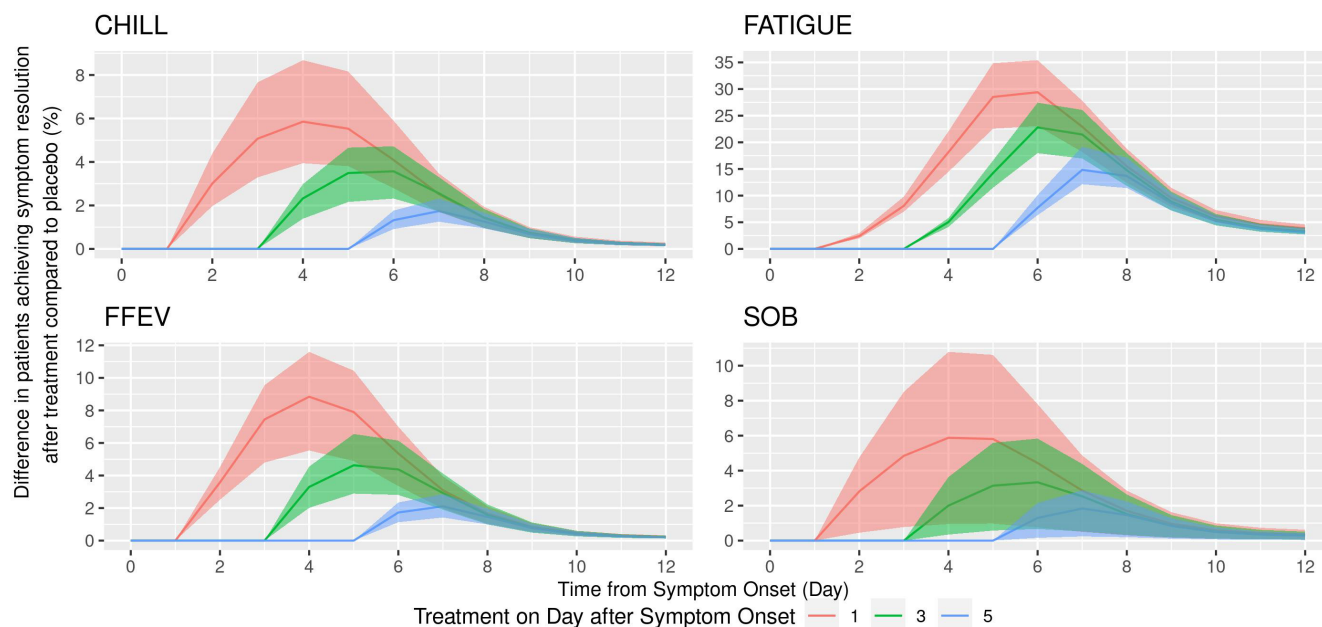 CHILL
FATIGUE
Difference in patients achieving symptom resolution
after treatment compared to placebo (%)
8
6
4
2
0
0 2 4 6 8 10 12
35
30
25
20
15
10
5
0
0 2 4 6 8 10 12
FFEV
SOB
12
10
8
6
4
2
0
0 2 4 6 8 10 12
10
8
6
4
2
0
0 2 4 6 8 10 12
Time from Symptom Onset (Day)
Treatment on Day after Symptom Onset 1 3 5